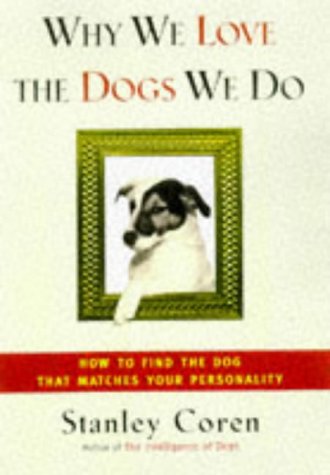 WHY WE LOVE
THE DOGS WE DO
HOW TO FIND THE DOG
THAT MATCHES YOUR PERSONALITY
Stanley Coren
Author of The Intelligence of Dogs